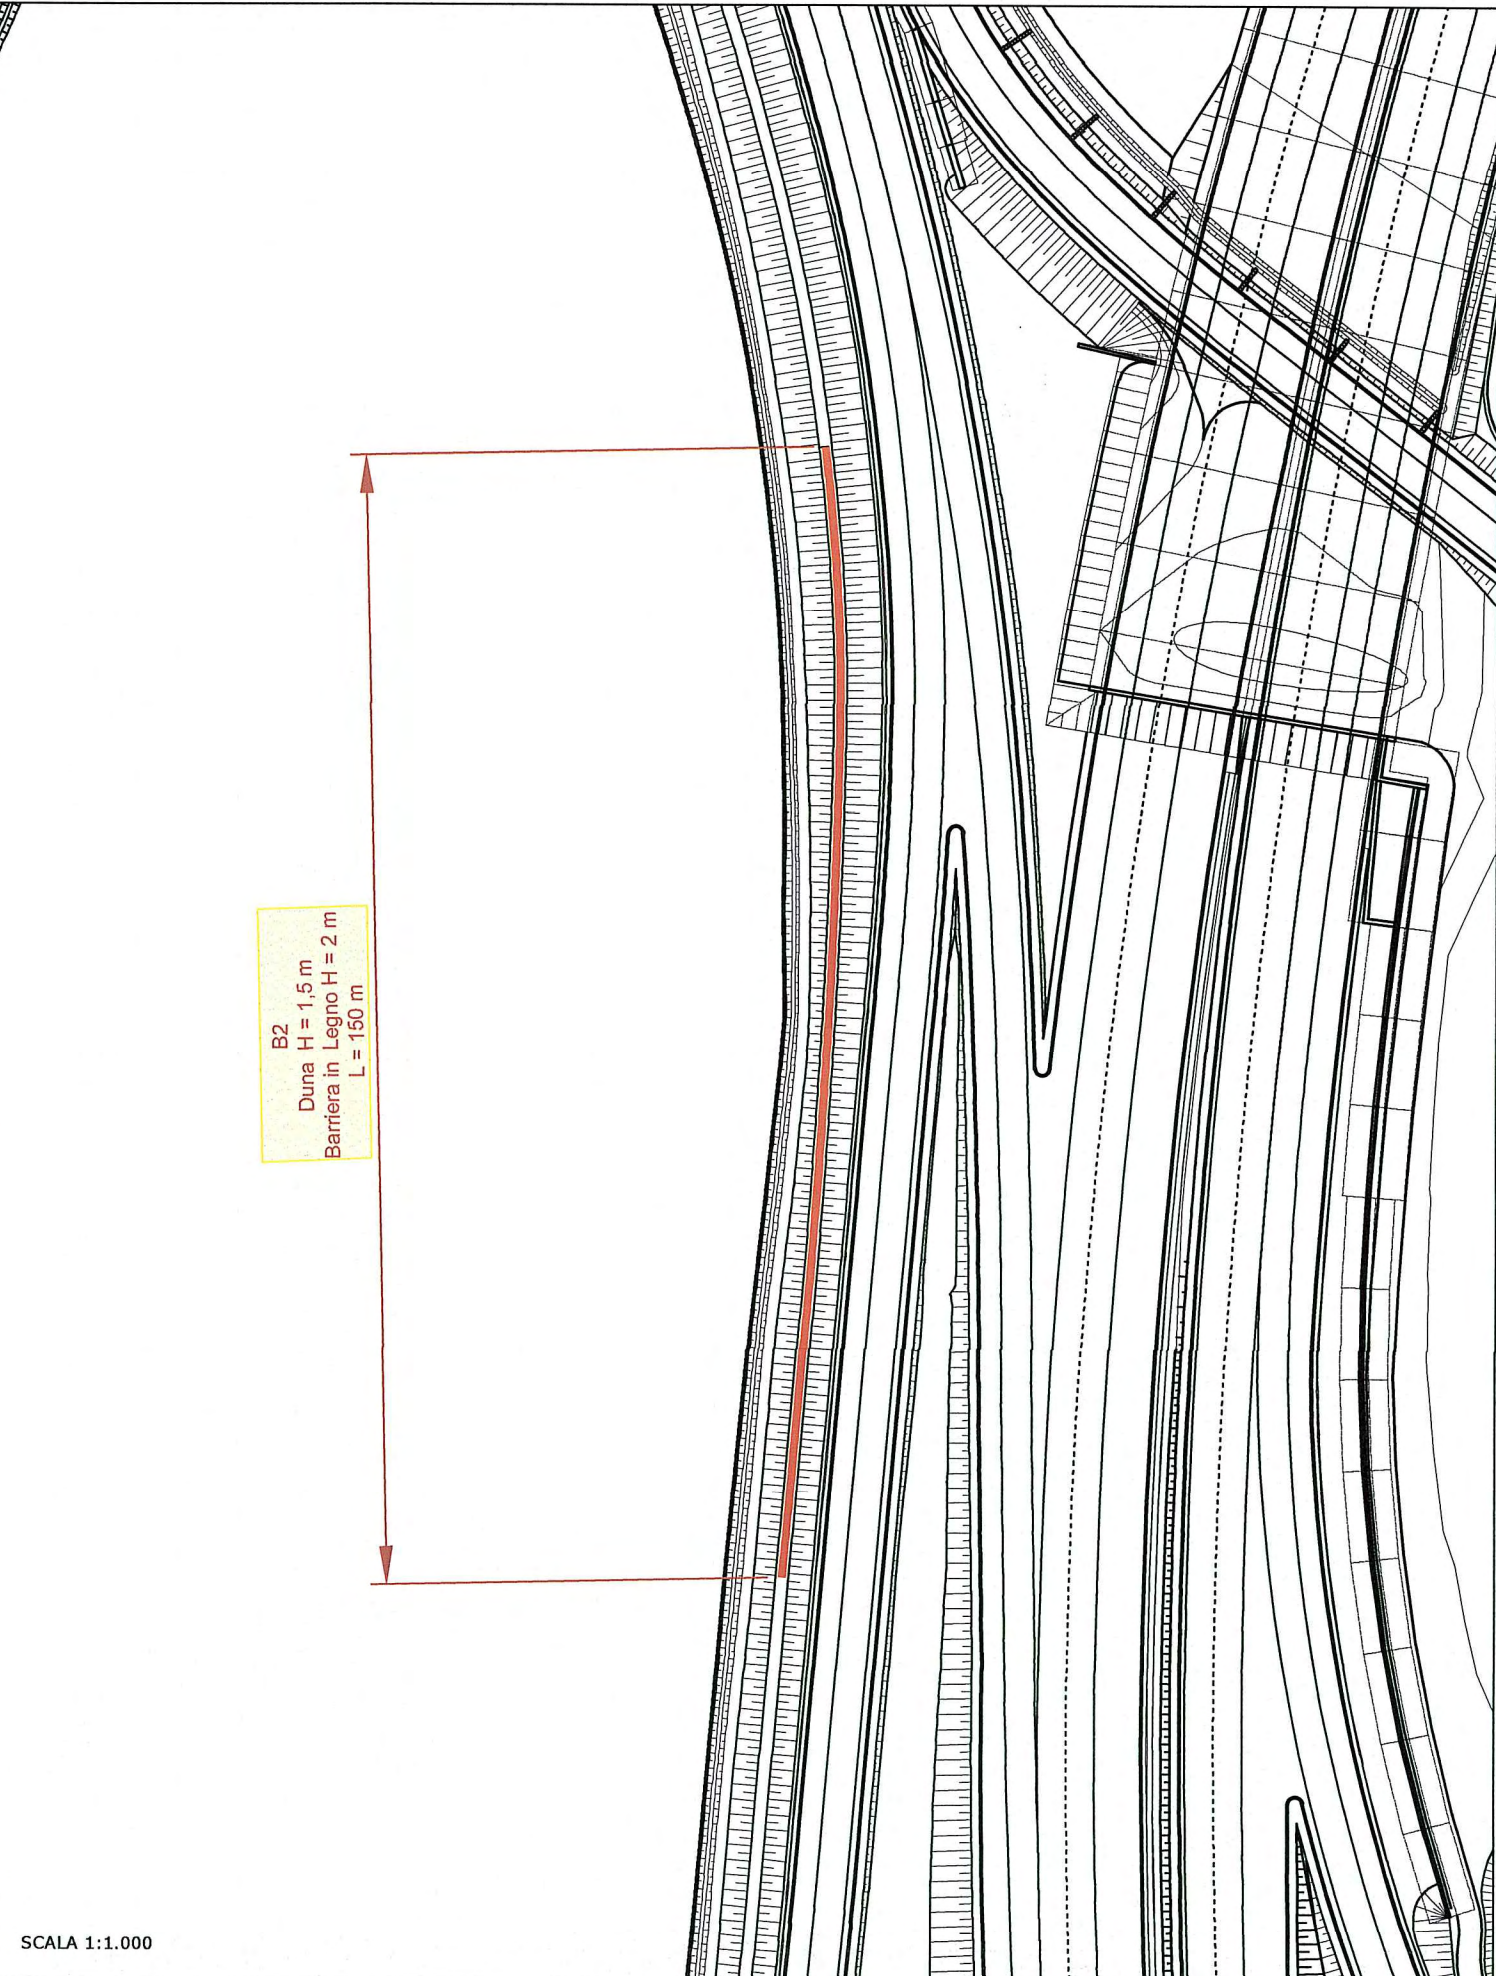 B2
Duna H = 1,5 m
Barriera in Legno H = 2 m
L = 150 m
SCALA 1:1.000